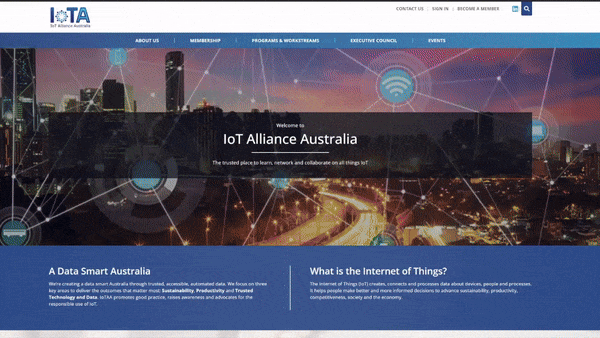 IoTA
IoT Alliance Australia
CONTACT US | SIGN IN | BECOME A MEMBER
ABOUT US | MEMBERSHIP | PROGRAMS & WORKSTREAMS | EXECUTIVE COUNCIL | EVENTS
Welcome to
IoT Alliance Australia
The trusted place to learn, network and collaborate on all things IoT
A Data Smart Australia
We're creating a data smart Australia through trusted, accessible, automated data. We focus on three
key areas to deliver the outcomes that matter most; Sustainability, Productivity and Trusted
Technology and Data. IoTAA promotes good practice, raises awareness and advocates for the
responsible use of IoT.
What is the Internet of Things?
The Internet of Things (IoT) creates, connects and processes data about devices, people and processes.
It helps people make better and more informed decisions to advance sustainability, productivity,
competitiveness, society and the economy.